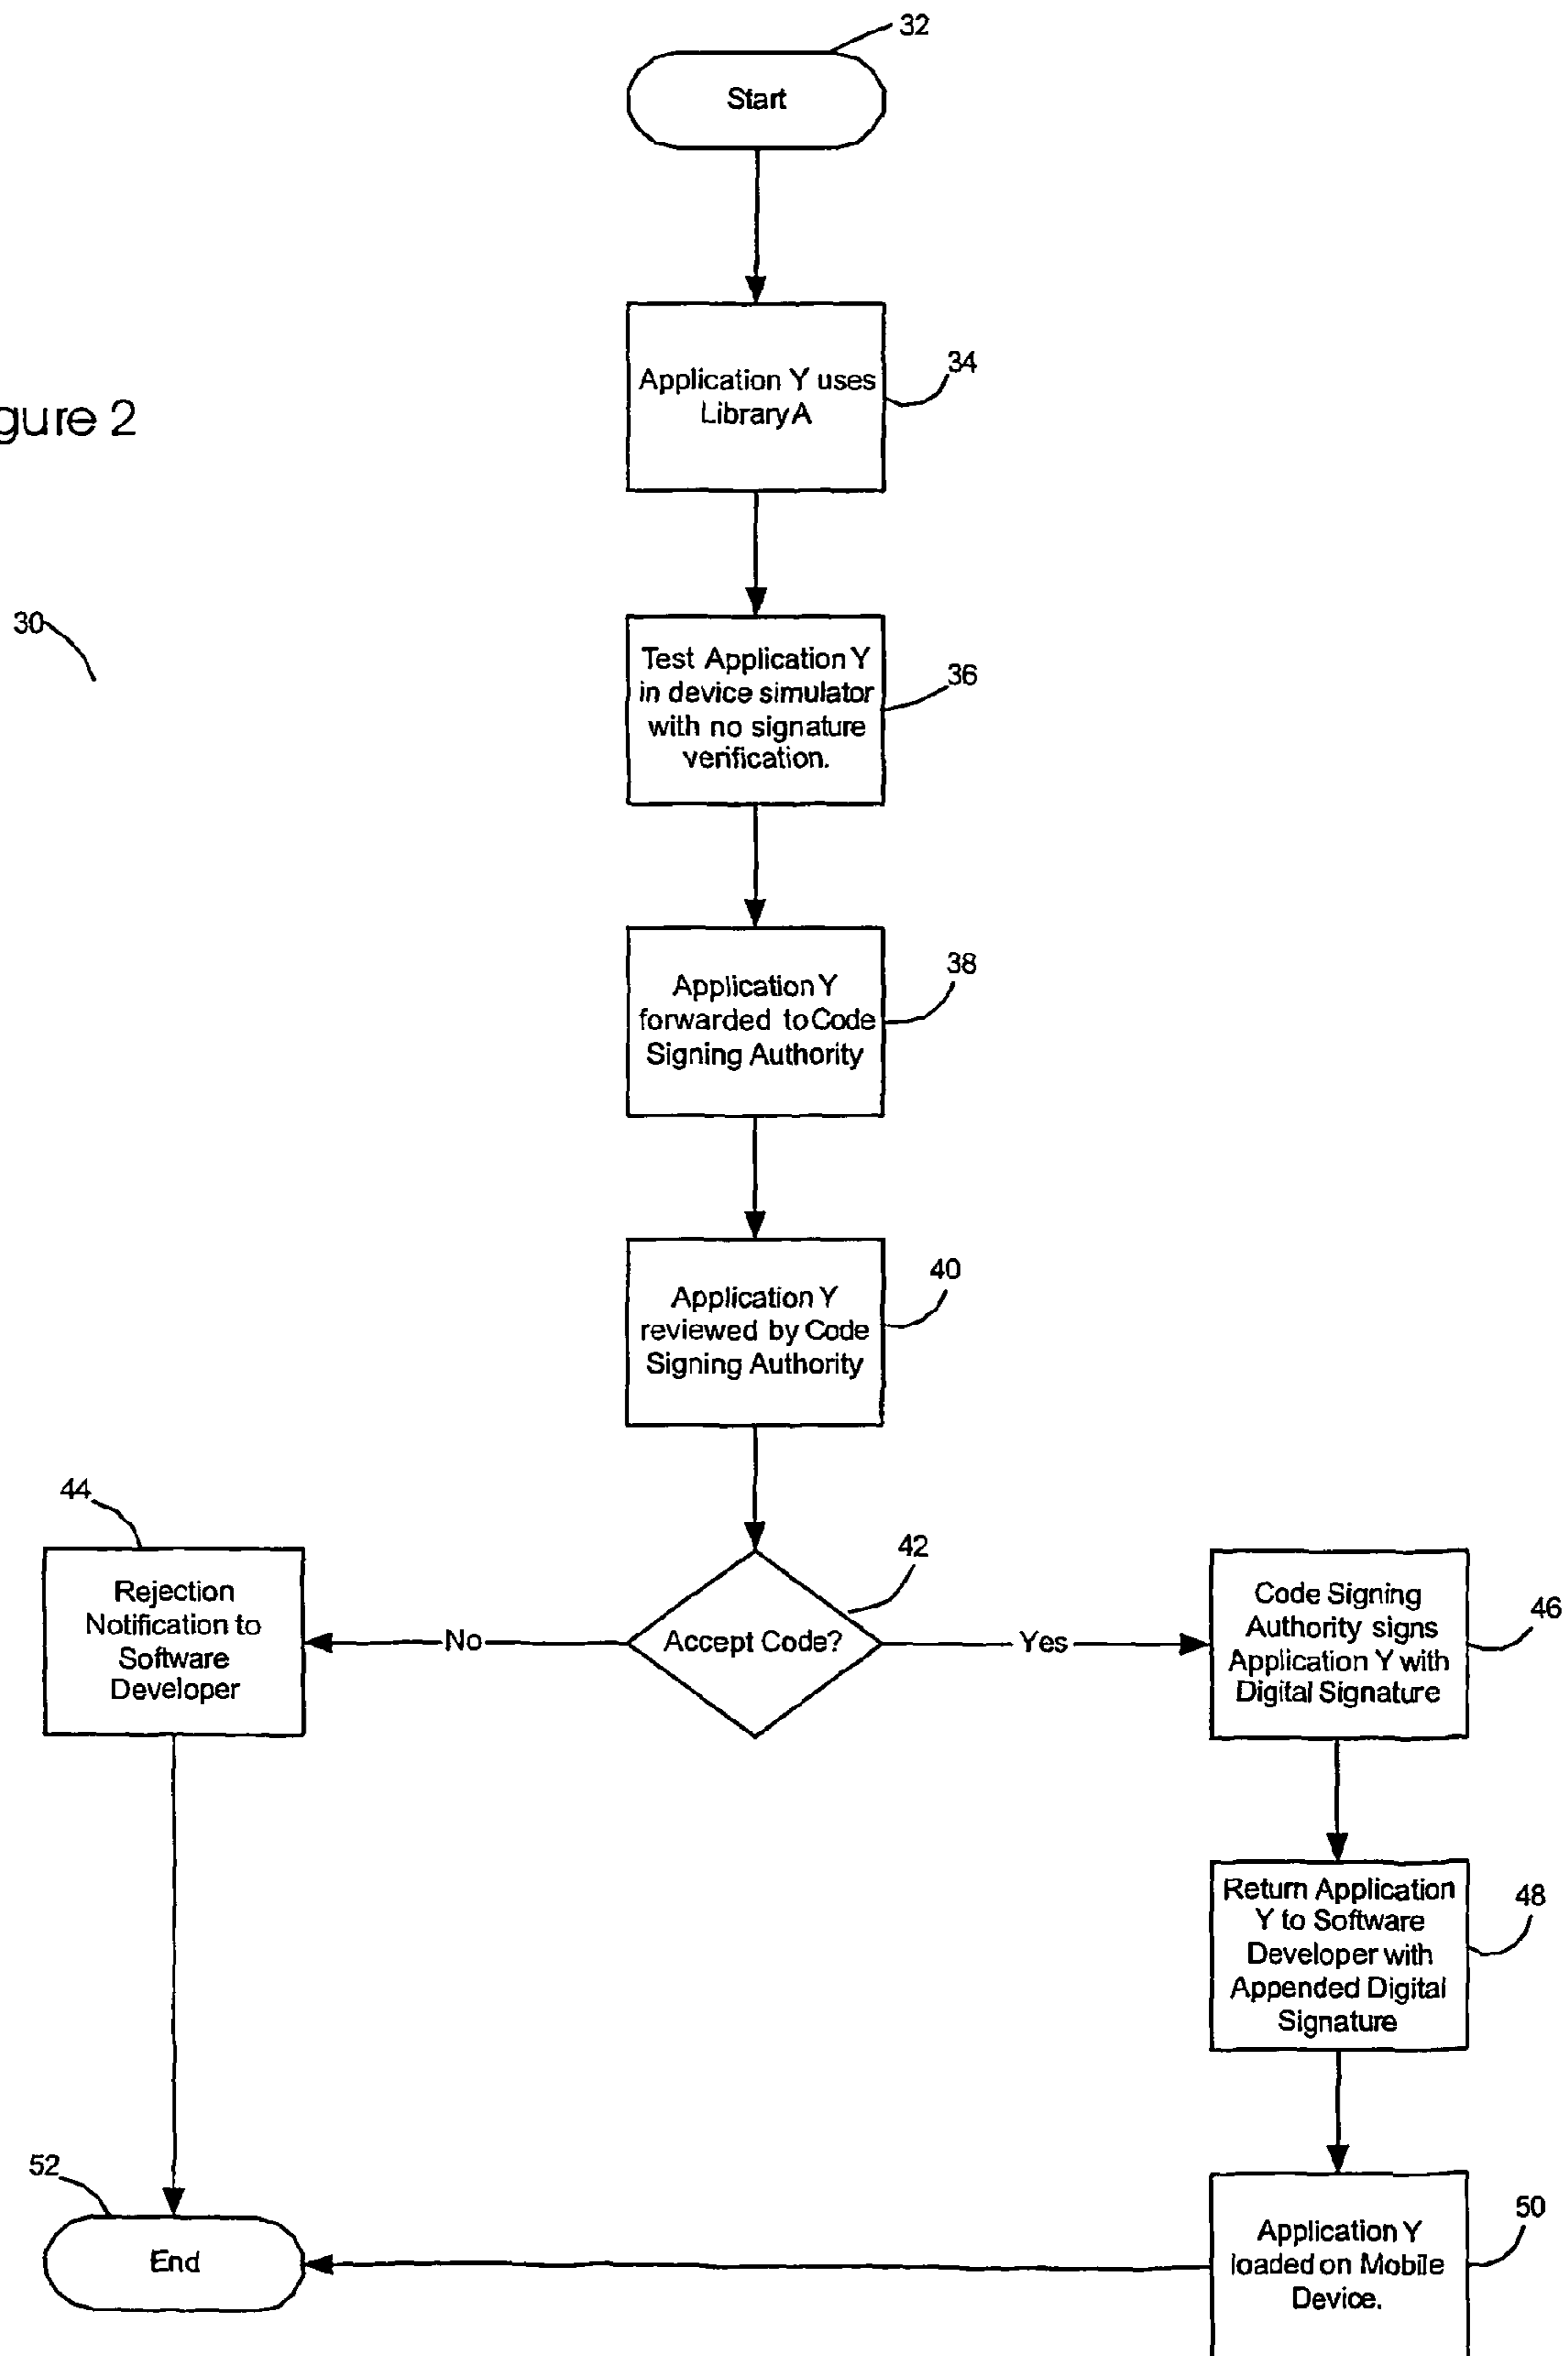 32
Start
34
Application Y uses
Library A
gure 2
30
36
Test Application Y
in device simulator
with no signature
verification.
38
Application Y
forwarded to Code
Signing Authority
40
Application Y
reviewed by Code
Signing Authority
44
Rejection
Notification to
Software
Developer
No
42
Accept Code?
Yes
46
Code Signing
Authority signs
Application Y with
Digital Signature
48
Return Application
Y to Software
Developer with
Appended Digital
Signature
52
End
50
Application Y
loaded on Mobile
Device.